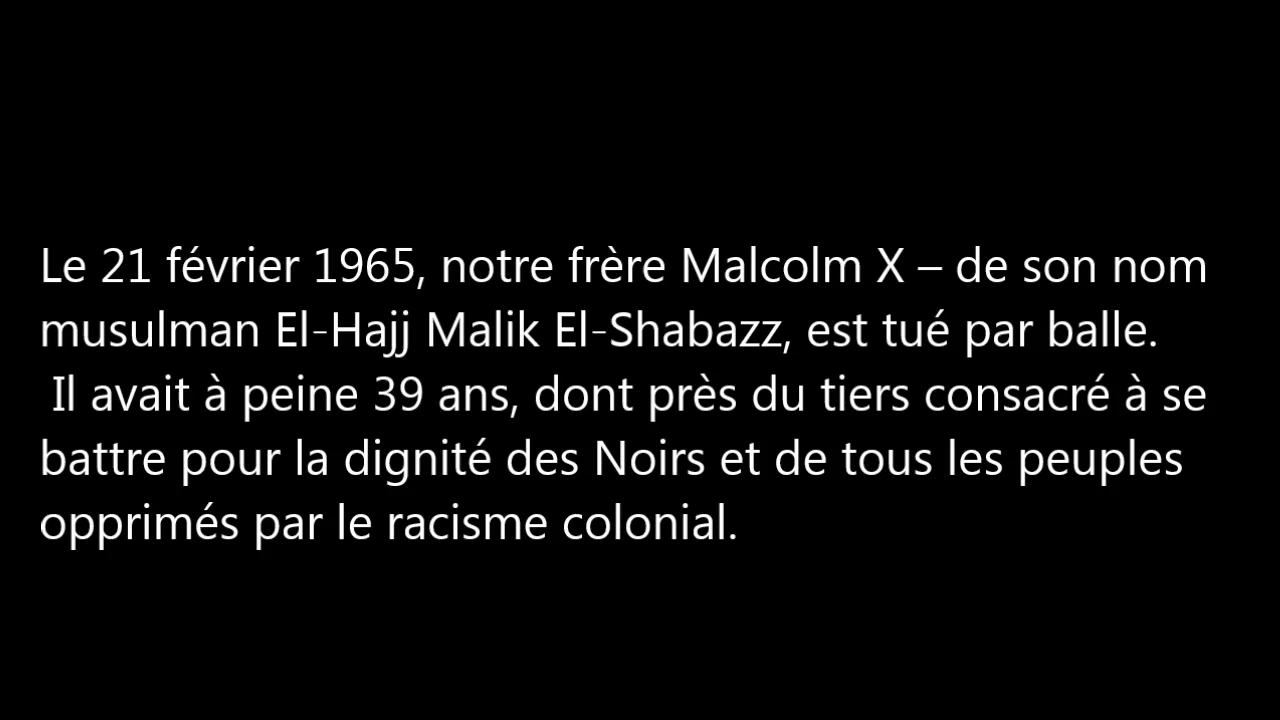 Le 21 février 1965, notre frère Malcolm X – de son nom
musulman El-Hajj Malik El-Shabazz, est tué par balle.
Il avait à peine 39 ans, dont près du tiers consacré à se
battre pour la dignité des Noirs et de tous les peuples
opprimés par le racisme colonial.